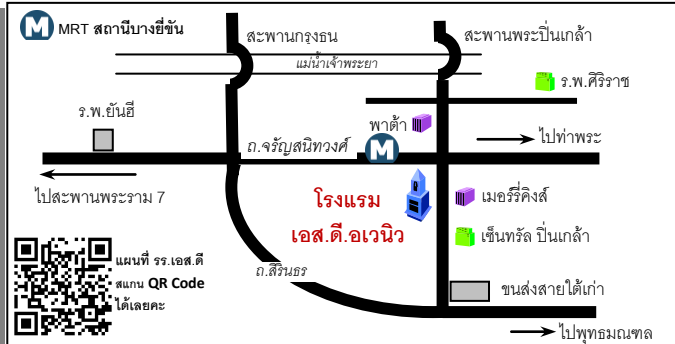 M MRT สถานีบางยี่ขัน
สะพานกรุงธน
สะพานพระปิ่นเกล้า
แม่น้ำเจ้าพระยา
ร.พ.ศิริราช
ร.พ.ยันฮี
พาต้า
ไปท่าพระ
ถ.จรัญสนิทวงศ์
M
ไปสะพานพระราม 7
โรงแรม
เอส.ดี.อเวนิว
เมอร์รี่คิงส์
เซ็นทรัล ปิ่นเกล้า
แผนที่ รร.เอส.ดี
สแกน QR Code
ได้เลยคะ
ถ.สิรินธร
ขนส่งสายใต้เก่า
ไปพุทธมณฑล